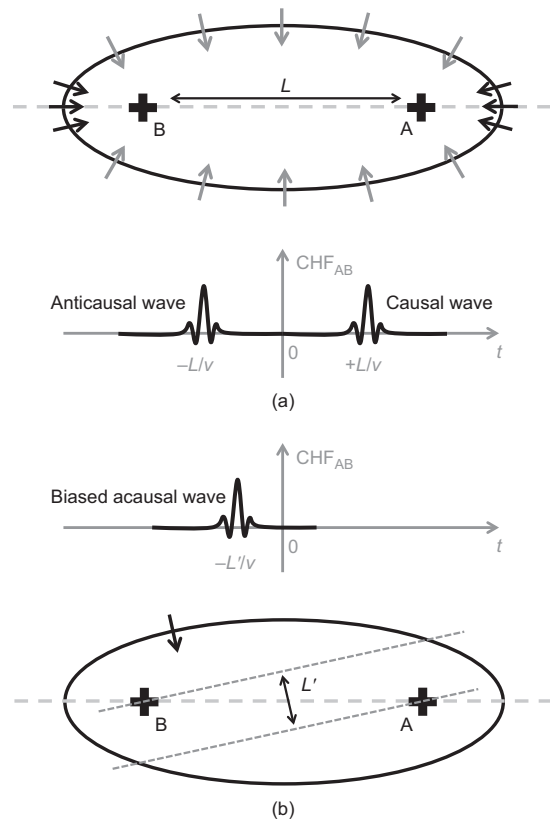 L
B A
CHF_AB
Anticausal wave Causal wave
0
–L/v +L/v t
(a)
CHF_AB
Biased acausal wave
0
–L'/v t
L'
B A
(b)